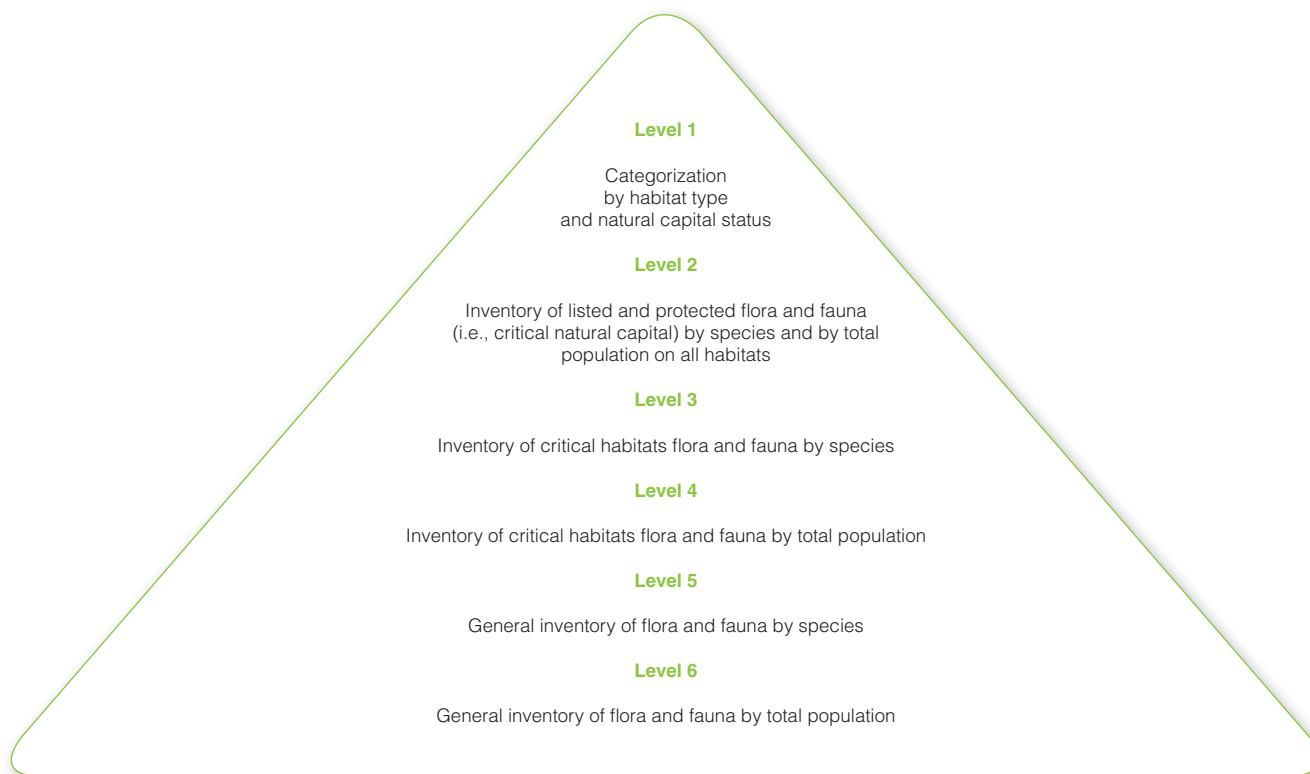 Level 1
Categorization
by habitat type
and natural capital status
Level 2
Inventory of listed and protected flora and fauna
(i.e., critical natural capital) by species and by total
population on all habitats
Level 3
Inventory of critical habitats flora and fauna by species
Level 4
Inventory of critical habitats flora and fauna by total population
Level 5
General inventory of flora and fauna by species
Level 6
General inventory of flora and fauna by total population